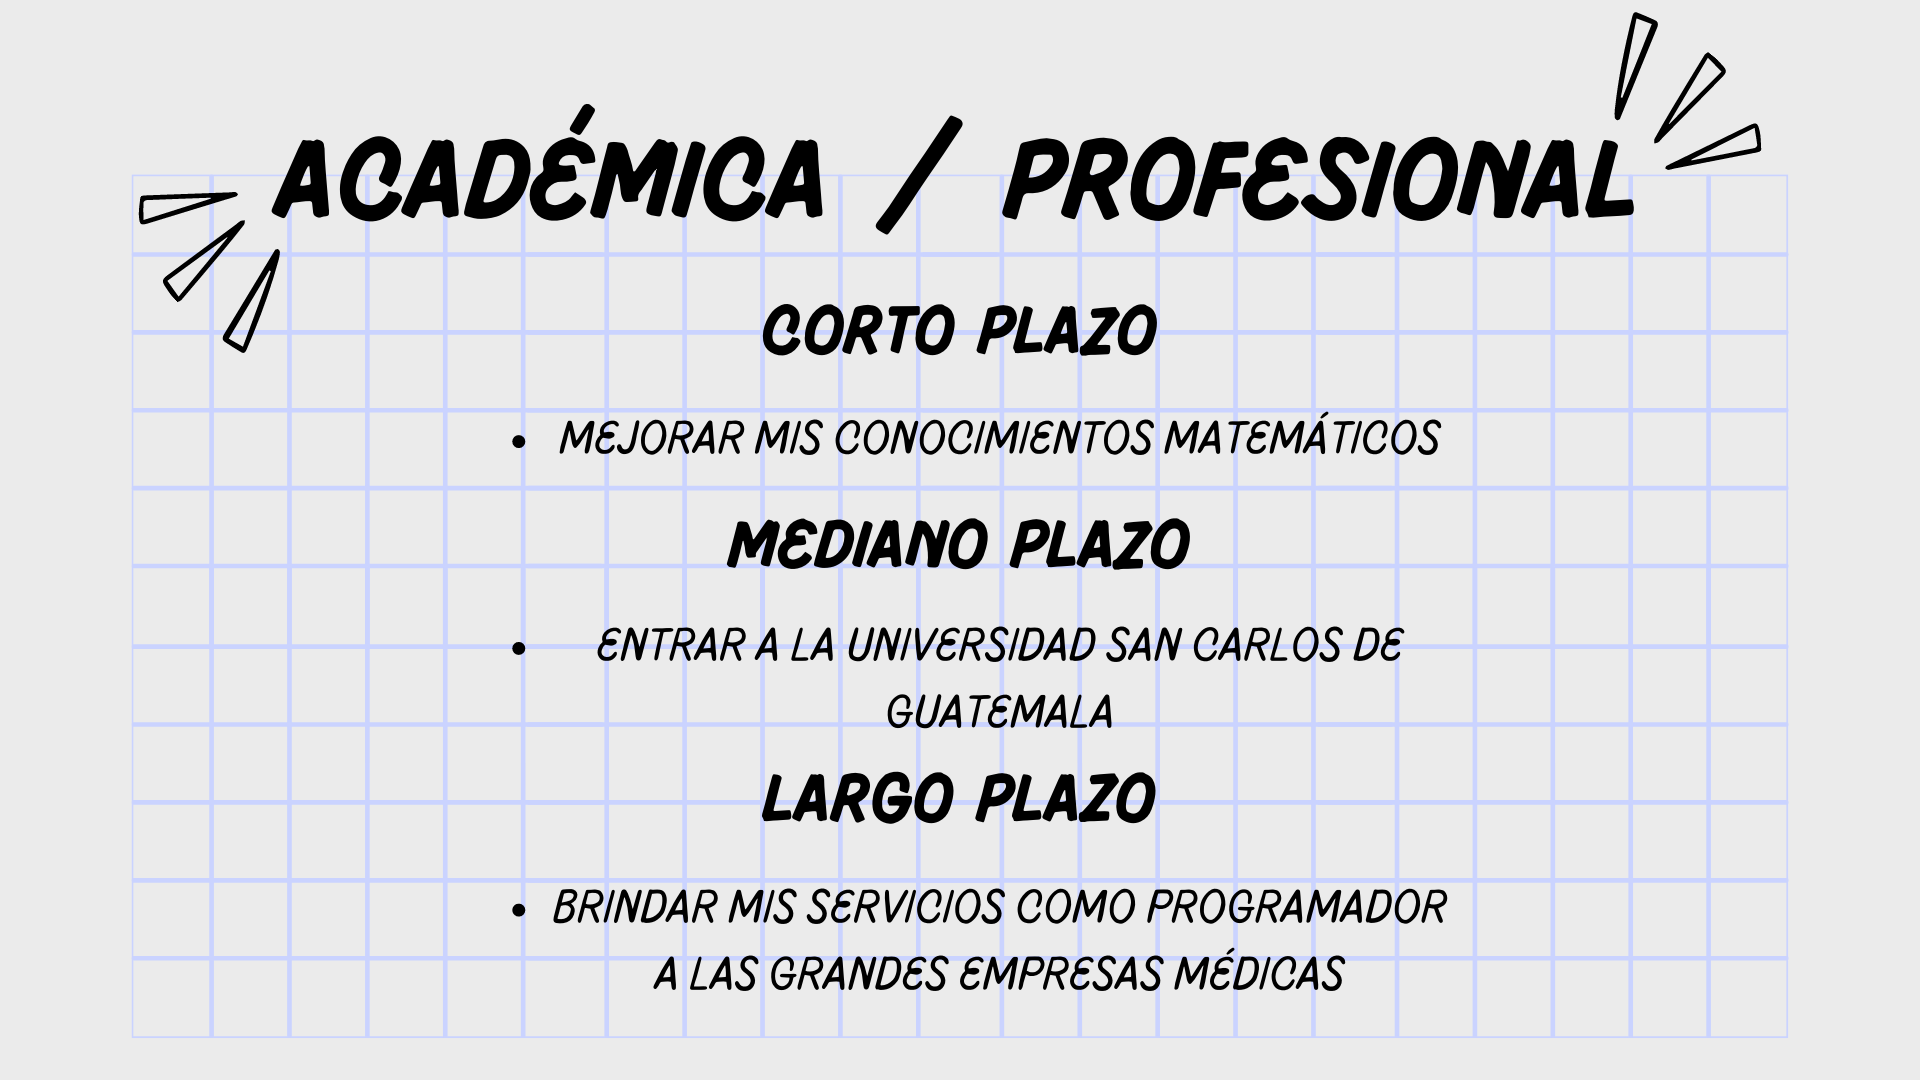 ACADÉMICA / PROFESIONAL
CORTO PLAZO
• MEJORAR MIS CONOCIMIENTOS MATEMÁTICOS
MEDIANO PLAZO
• ENTRAR A LA UNIVERSIDAD SAN CARLOS DE
GUATEMALA
LARGO PLAZO
• BRINDAR MIS SERVICIOS COMO PROGRAMADOR
A LAS GRANDES EMPRESAS MÉDICAS